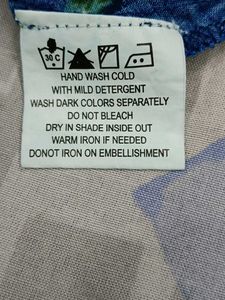 30 C
HAND WASH COLD
WITH MILD DETERGENT
WASH DARK COLORS SEPARATELY
DO NOT BLEACH
DRY IN SHADE INSIDE OUT
WARM IRON IF NEEDED
DONOT IRON ON EMBELLISHMENT